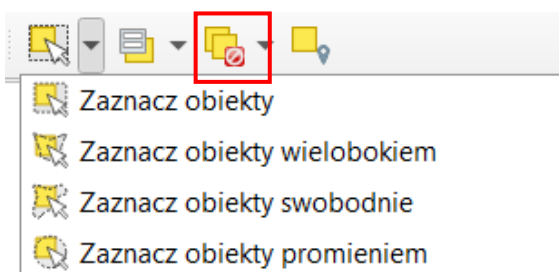 Zaznacz obiekty
Zaznacz obiekty wielobokiem
Zaznacz obiekty swobodnie
Zaznacz obiekty promieniem